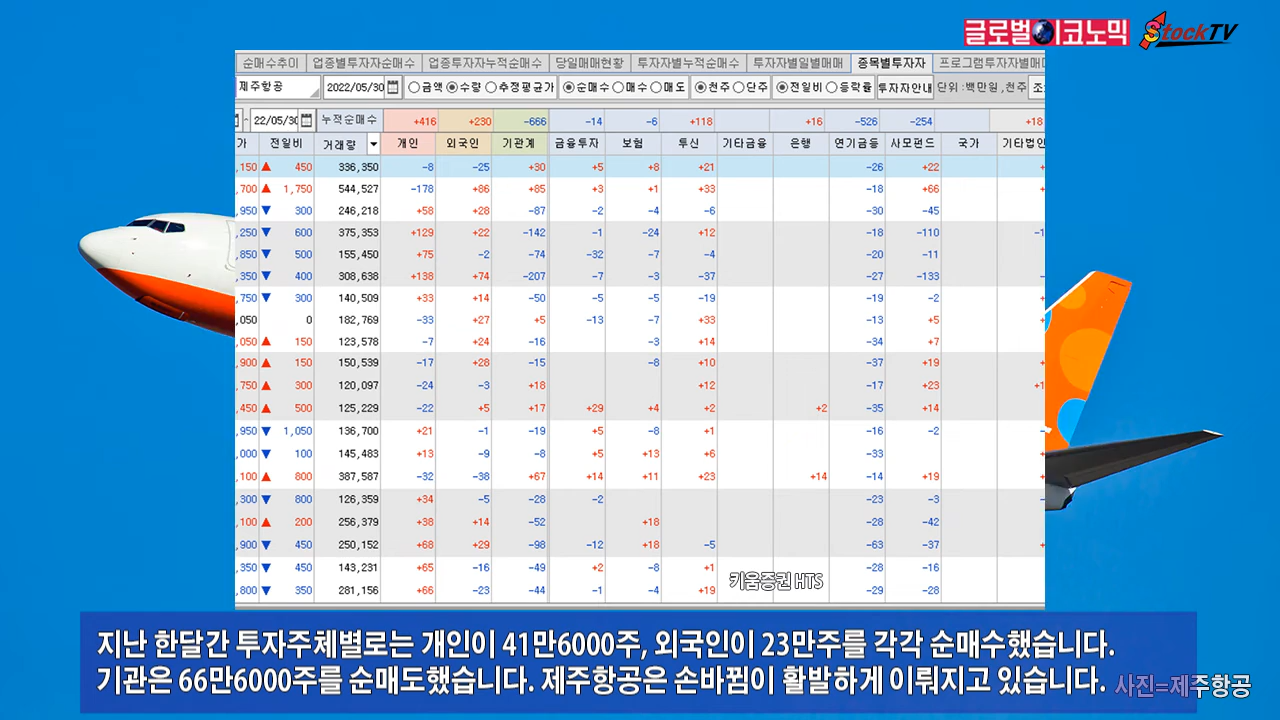 글로벌이코노믹 StockTV
순매수추이 업종별투자자순매수 업종투자자누적순매수 당일매매현황 투자자별누적순매수 투자자별일별매매 종목별투자자 프로그램투자자별매매
제주항공 2022/05/30 금액 수량 추정평균가 순매수 매수 매도 천주 단주 전일비 등락률 투자자안내 단위:백만원,천주 조
~ 22/05/30 누적순매수 +416 +230 -666 -14 -6 +118 +16 -526 -254 +18
가 전일비 거래량 개인 외국인 기관계 금융투자 보험 투신 기타금융 은행 연기금등 사모펀드 국가 기타법인
,150 ▲ 450 336,350 -8 -25 +30 +5 +8 +21 -26 +22 +
,700 ▲ 1,750 544,527 -178 +86 +85 +3 +1 +33 -18 +66 +
,950 ▼ 300 246,218 +58 +28 -87 -2 -4 -6 -30 -45
,250 ▼ 600 375,353 +129 +22 -142 -1 -24 +12 -18 -110 -1
,850 ▼ 500 155,450 +75 -2 -74 -32 -7 -4 -20 -11
,350 ▼ 400 308,638 +138 +74 -207 -7 -3 -37 -27 -133 -
,750 ▼ 300 140,509 +33 +14 -50 -5 -5 -19 -19 -2 +
,050 0 182,769 -33 +27 +5 -13 -7 +33 -13 +5 +
,050 ▲ 150 123,578 -7 +24 -16 -3 +14 -34 +7 +
,900 ▲ 150 150,539 -17 +28 -15 -8 +10 -37 +19 +
,750 ▲ 300 120,097 -24 -3 +18 +12 -17 +23 +1
,450 ▲ 500 125,229 -22 +5 +17 +29 +4 +2 +2 -35 +14 +
,950 ▼ 1,050 136,700 +21 -1 -19 +5 -8 +1 -16 -2 -
,000 ▼ 100 145,483 +13 -9 -8 +5 +13 +6 -33 +
,100 ▲ 800 387,587 -32 -38 +67 +14 +11 +23 +14 -14 +19 +
,300 ▼ 800 126,359 +34 -5 -28 -2 -23 -3 -
,100 ▲ 200 256,379 +38 +14 -52 +18 -28 -42 -
,900 ▼ 450 250,152 +68 +29 -98 -12 +18 -5 -63 -37 +
,350 ▼ 450 143,231 +65 -16 -49 +2 -8 +1 -28 -16 +
,800 ▼ 350 281,156 +66 -23 -44 -1 -4 +19 -29 -28 +
키움증권 HTS
지난 한달간 투자주체별로는 개인이 41만6000주, 외국인이 23만주를 각각 순매수했습니다.
기관은 66만6000주를 순매도했습니다. 제주항공은 손바뀜이 활발하게 이뤄지고 있습니다. 사진=제주항공